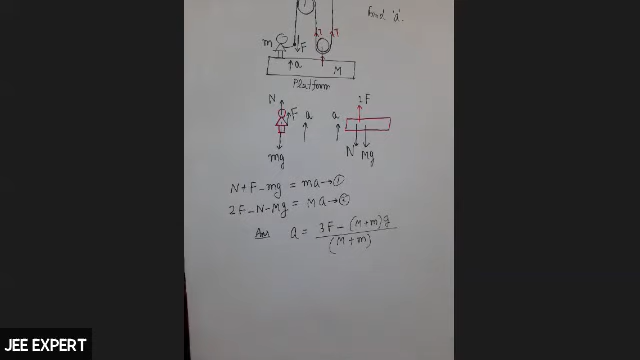 find 'a'.
m
F
a
M
Platform
N
F
a
a
2F
mg
N
Mg
N+F-mg = ma→①
2F-N-Mg = Ma→②
Ans a = 3F-(M+m)g
(M+m)
JEE EXPERT